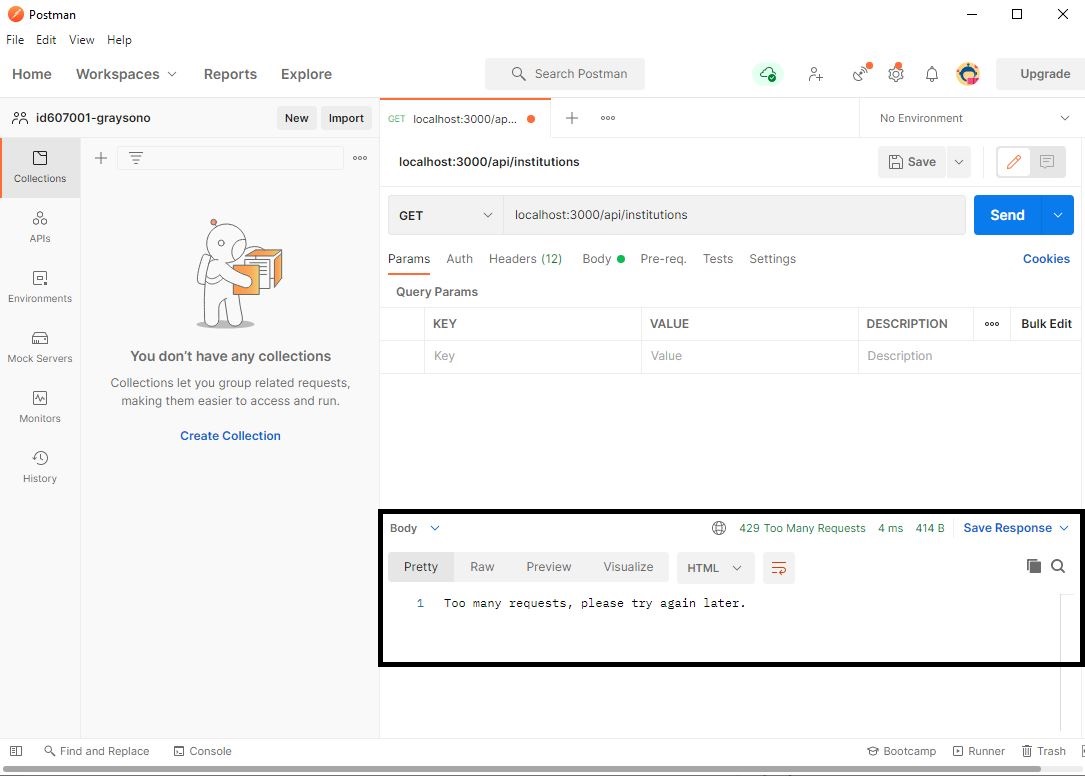 Postman
File Edit View Help
Home Workspaces Reports Explore Search Postman Upgrade
id607001-graysono New Import
GET localhost:3000/ap... No Environment
Collections
localhost:3000/api/institutions Save
APIs
GET localhost:3000/api/institutions Send
Params Auth Headers (12) Body Pre-req. Tests Settings Cookies
Environments
Query Params
KEY VALUE DESCRIPTION Bulk Edit
Key Value Description
Mock Servers
You don't have any collections
Collections let you group related requests,
making them easier to access and run.
Monitors
Create Collection
History
Body 429 Too Many Requests 4 ms 414 B Save Response
Pretty Raw Preview Visualize HTML
1 Too many requests, please try again later.
Find and Replace Console Bootcamp Runner Trash